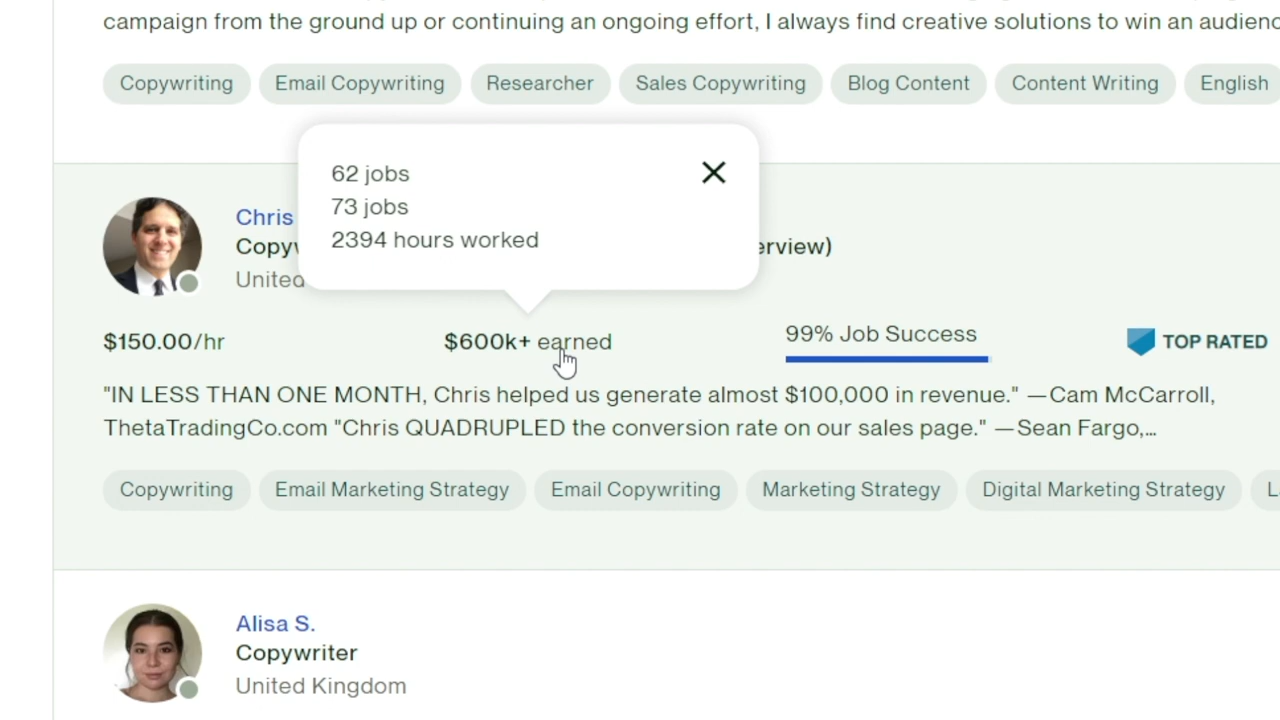 campaign from the ground up or continuing an ongoing effort, I always find creative solutions to win an audienc
Copywriting Email Copywriting Researcher Sales Copywriting Blog Content Content Writing English
62 jobs
73 jobs
2394 hours worked
Chris
erview)
United
$150.00/hr $600k+ earned 99% Job Success TOP RATED
"IN LESS THAN ONE MONTH, Chris helped us generate almost $100,000 in revenue." —Cam McCarroll,
ThetaTradingCo.com "Chris QUADRUPLED the conversion rate on our sales page." —Sean Fargo,...
Copywriting Email Marketing Strategy Email Copywriting Marketing Strategy Digital Marketing Strategy
Alisa S.
Copywriter
United Kingdom